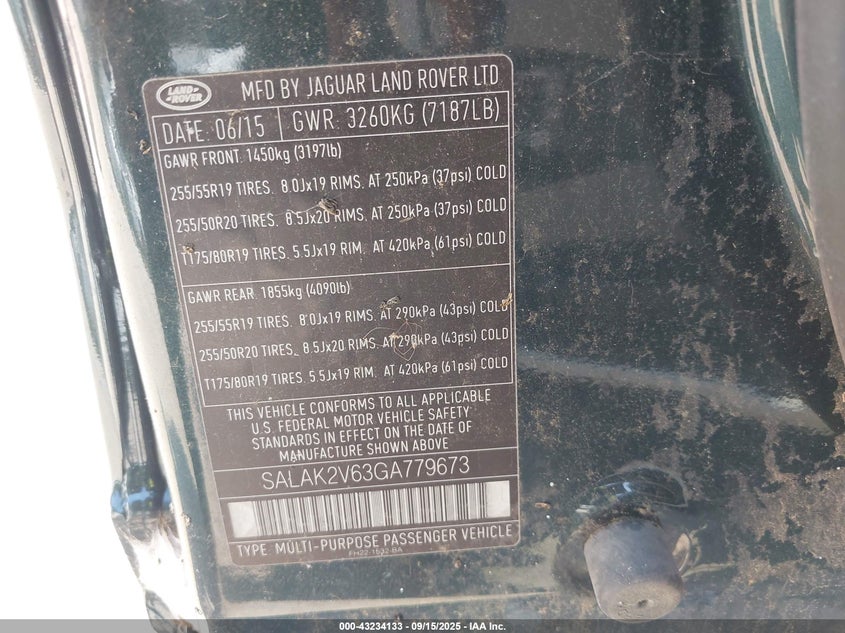 LAND ROVER
MFD BY JAGUAR LAND ROVER LTD
DATE: 06/15 GWR: 3260KG (7187LB)
GAWR FRONT. 1450kg (3197lb)
255/55R19 TIRES. 8.0Jx19 RIMS. AT 250kPa (37psi) COLD
255/50R20 TIRES. 8.5Jx20 RIMS. AT 250kPa (37psi) COLD
T175/80R19 TIRES. 5.5Jx19 RIM. AT 420kPa (61psi) COLD
GAWR REAR. 1855kg (4090lb)
255/55R19 TIRES. 8.0Jx19 RIMS. AT 290kPa (43psi) COLD
255/50R20 TIRES. 8.5Jx20 RIMS. AT 290kPa (43psi) COLD
T175/80R19 TIRES. 5.5Jx19 RIM. AT 420kPa (61psi) COLD
THIS VEHICLE CONFORMS TO ALL APPLICABLE
U.S. FEDERAL MOTOR VEHICLE SAFETY
STANDARDS IN EFFECT ON THE DATE OF
MANUFACTURE SHOWN ABOVE
SALAK2V63GA779673
TYPE: MULTI-PURPOSE PASSENGER VEHICLE
FH22-1532-BA
000-43234133 - 09/15/2025 - IAA Inc.